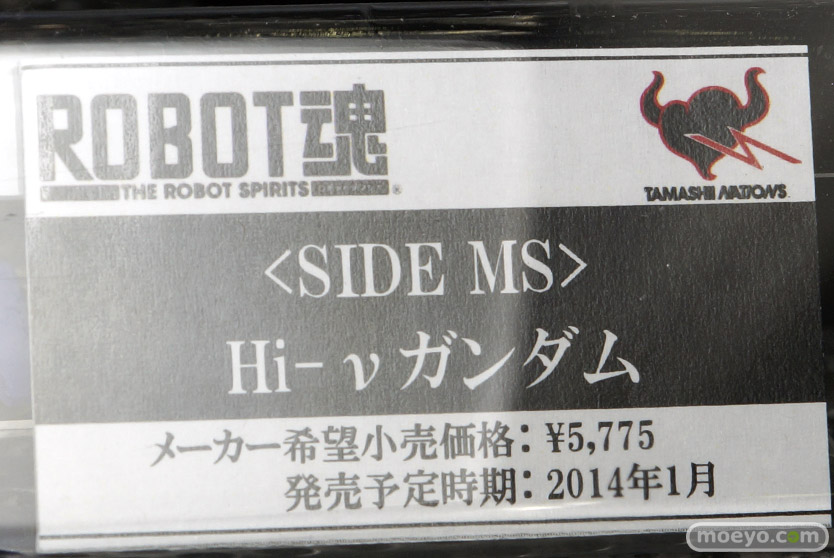 ROBOT魂
THE ROBOT SPIRITS
®
TAMASHII NATIONS
<SIDE MS>
Hi-νガンダム
メーカー希望小売価格：¥5,775
発売予定時期：2014年1月
moeyo.com